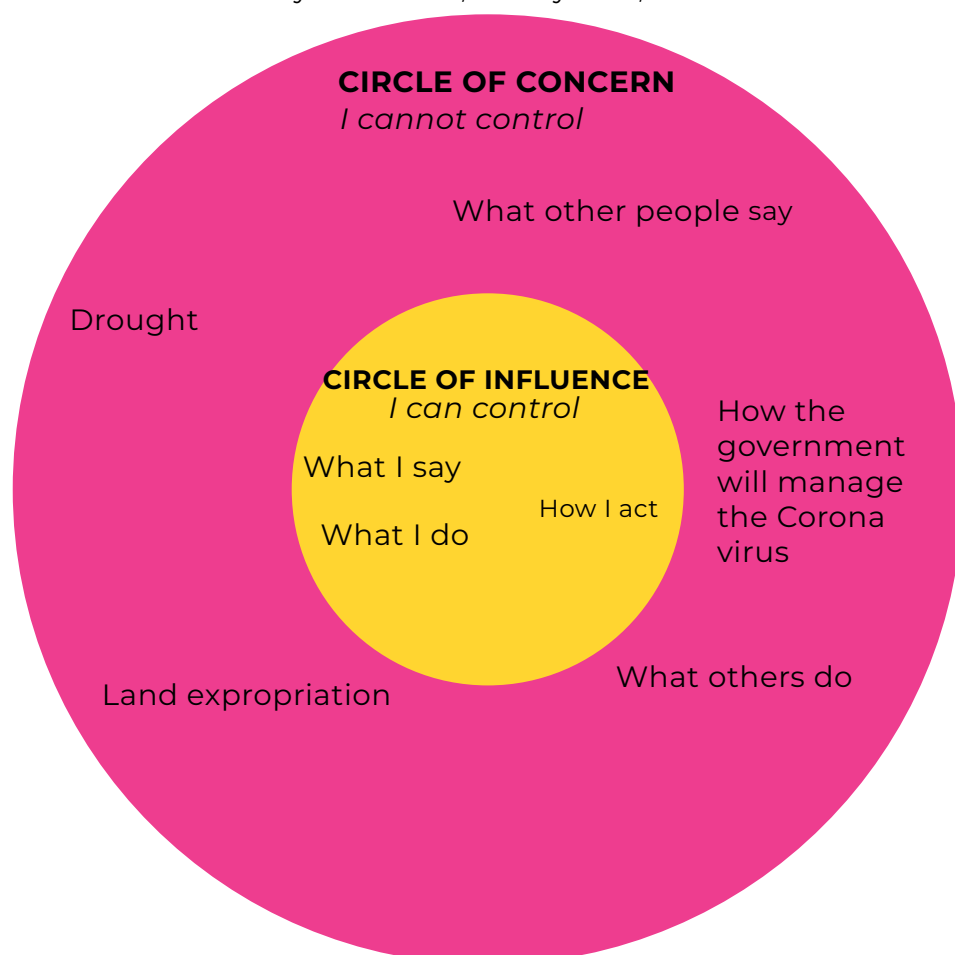 CIRCLE OF CONCERN
I cannot control
What other people say
Drought
CIRCLE OF INFLUENCE
I can control
What I say
How I act
What I do
How the
government
will manage
the Corona
virus
What others do
Land expropriation